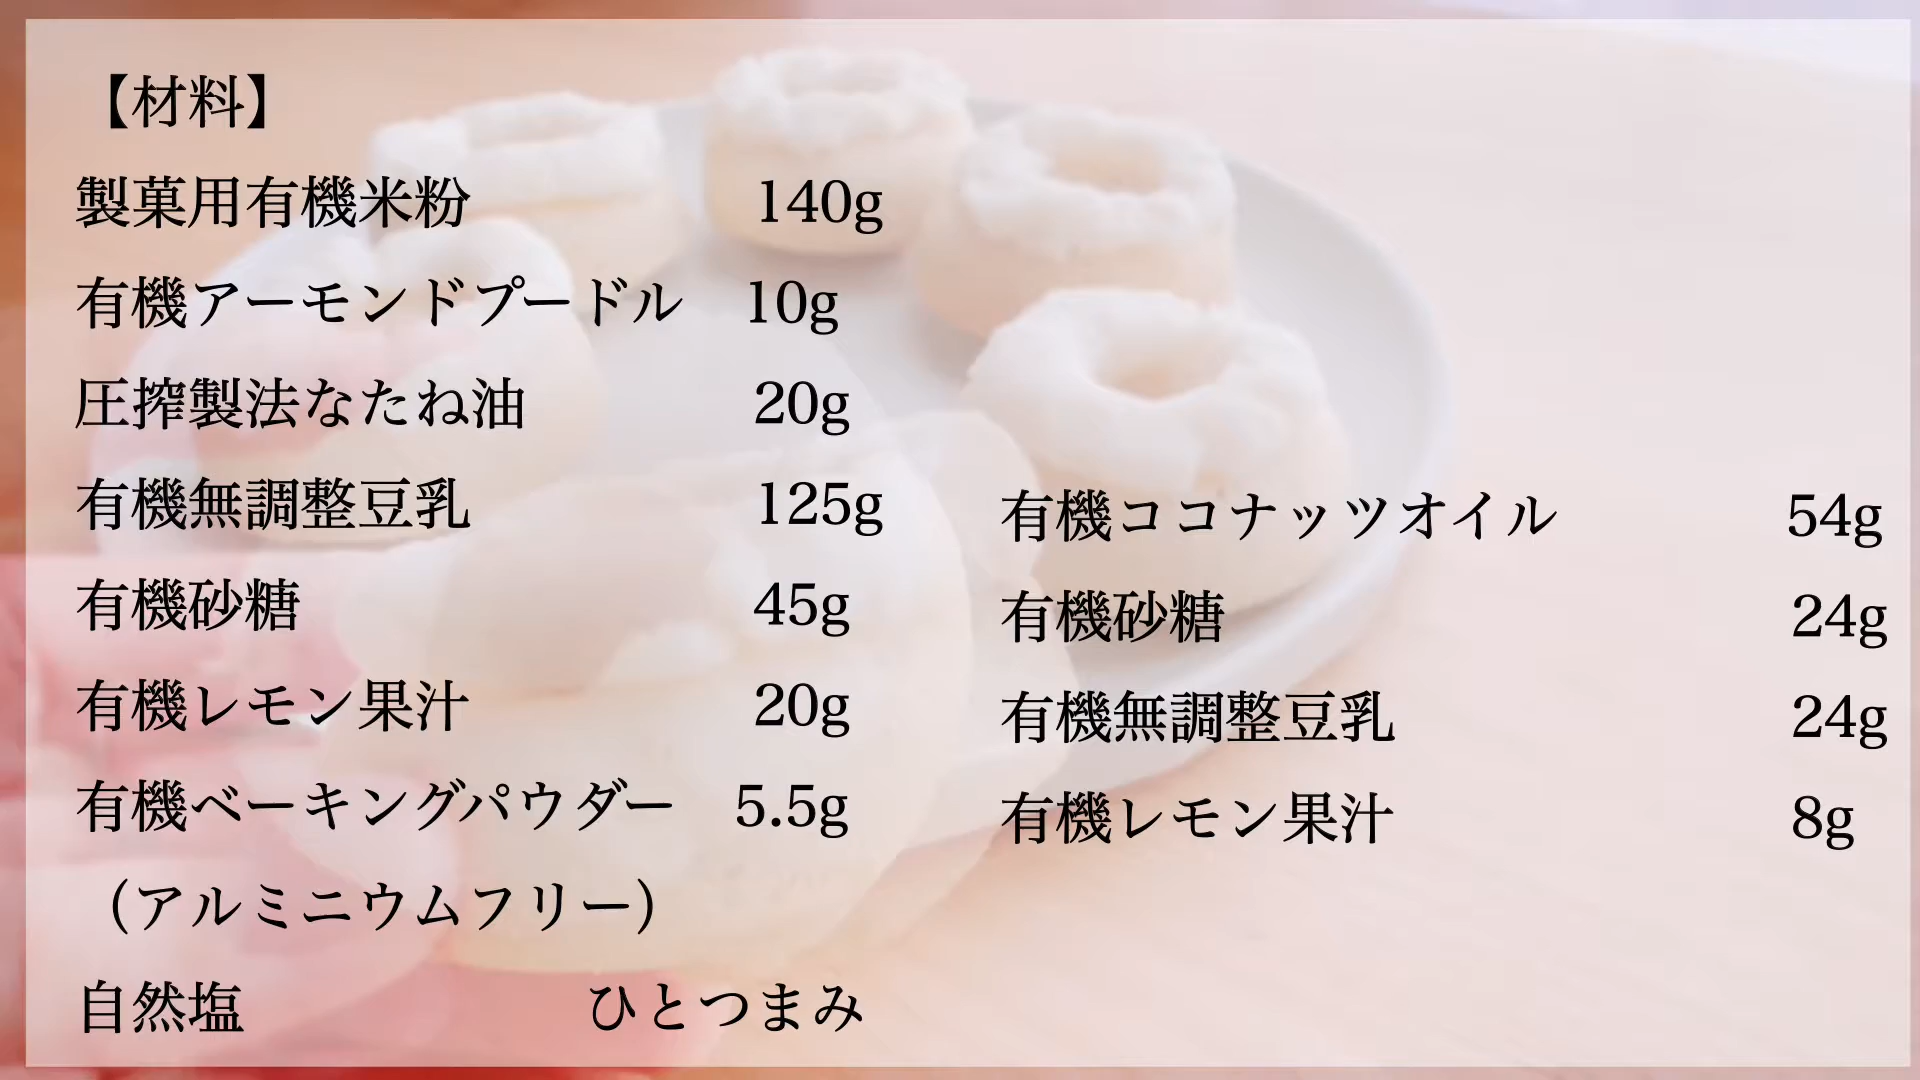 【材料】
製菓用有機米粉 140g
有機アーモンドプードル 10g
圧搾製法なたね油 20g
有機無調整豆乳 125g
有機砂糖 45g
有機レモン果汁 20g
有機ベーキングパウダー 5.5g
（アルミニウムフリー）
自然塩 ひとつまみ
有機ココナッツオイル 54g
有機砂糖 24g
有機無調整豆乳 24g
有機レモン果汁 8g